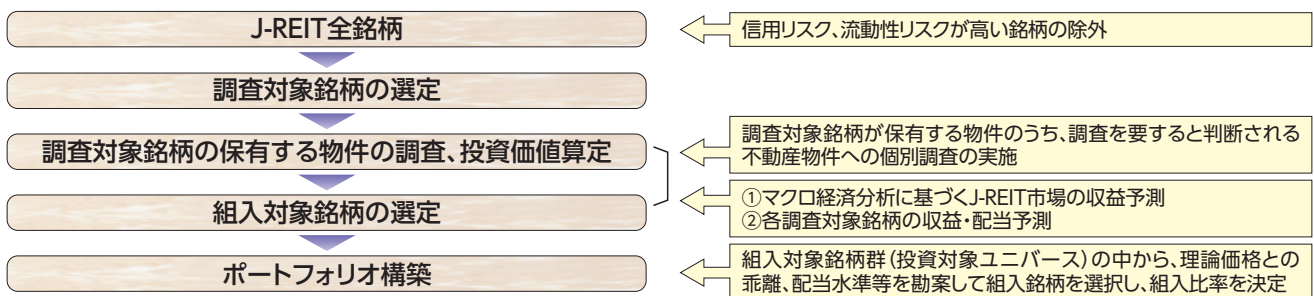 J-REIT全銘柄
信用リスク、流動性リスクが高い銘柄の除外
調査対象銘柄の選定
調査対象銘柄の保有する物件の調査、投資価値算定
調査対象銘柄が保有する物件のうち、調査を要すると判断される
不動産物件への個別調査の実施
組入対象銘柄の選定
①マクロ経済分析に基づくJ-REIT市場の収益予測
②各調査対象銘柄の収益・配当予測
ポートフォリオ構築
組入対象銘柄群(投資対象ユニバース)の中から、理論価格との
乖離、配当水準等を勘案して組入銘柄を選択し、組入比率を決定